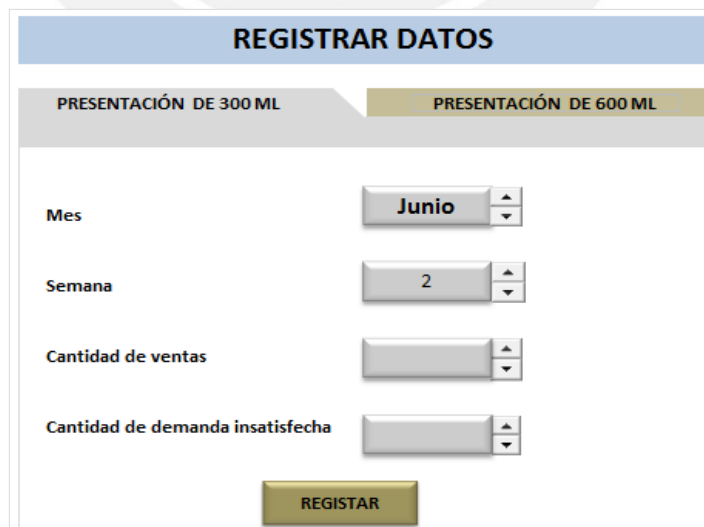 REGISTRAR DATOS
PRESENTACIÓN DE 300 ML
PRESENTACIÓN DE 600 ML
Mes
Junio
Semana
2
Cantidad de ventas
Cantidad de demanda insatisfecha
REGISTAR